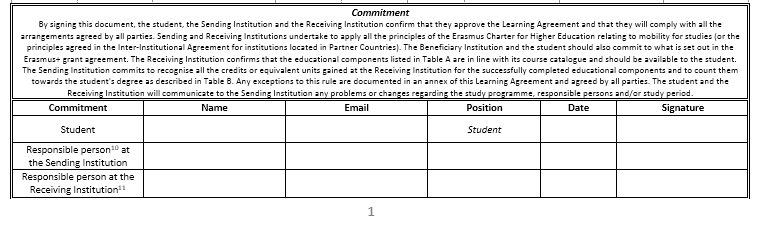 Commitment
By signing this document, the student, the Sending Institution and the Receiving Institution confirm that they approve the Learning Agreement and that they will comply with all the
arrangements agreed by all parties. Sending and Receiving Institutions undertake to apply all the principles of the Erasmus Charter for Higher Education relating to mobility for studies (or the
principles agreed in the Inter-Institutional Agreement for institutions located in Partner Countries). The Beneficiary Institution and the student should also commit to what is set out in the
Erasmus+ grant agreement. The Receiving Institution confirms that the educational components listed in Table A are in line with its course catalogue and should be available to the student.
The Sending Institution commits to recognise all the credits or equivalent units gained at the Receiving Institution for the successfully completed educational components and to count them
towards the student's degree as described in Table B. Any exceptions to this rule are documented in an annex of this Learning Agreement and agreed by all parties. The student and the
Receiving Institution will communicate to the Sending Institution any problems or changes regarding the study programme, responsible persons and/or study period.
Commitment Name Email Position Date Signature
Student Student
Responsible person¹⁰ at
the Sending Institution
Responsible person at the
Receiving Institution¹¹
1